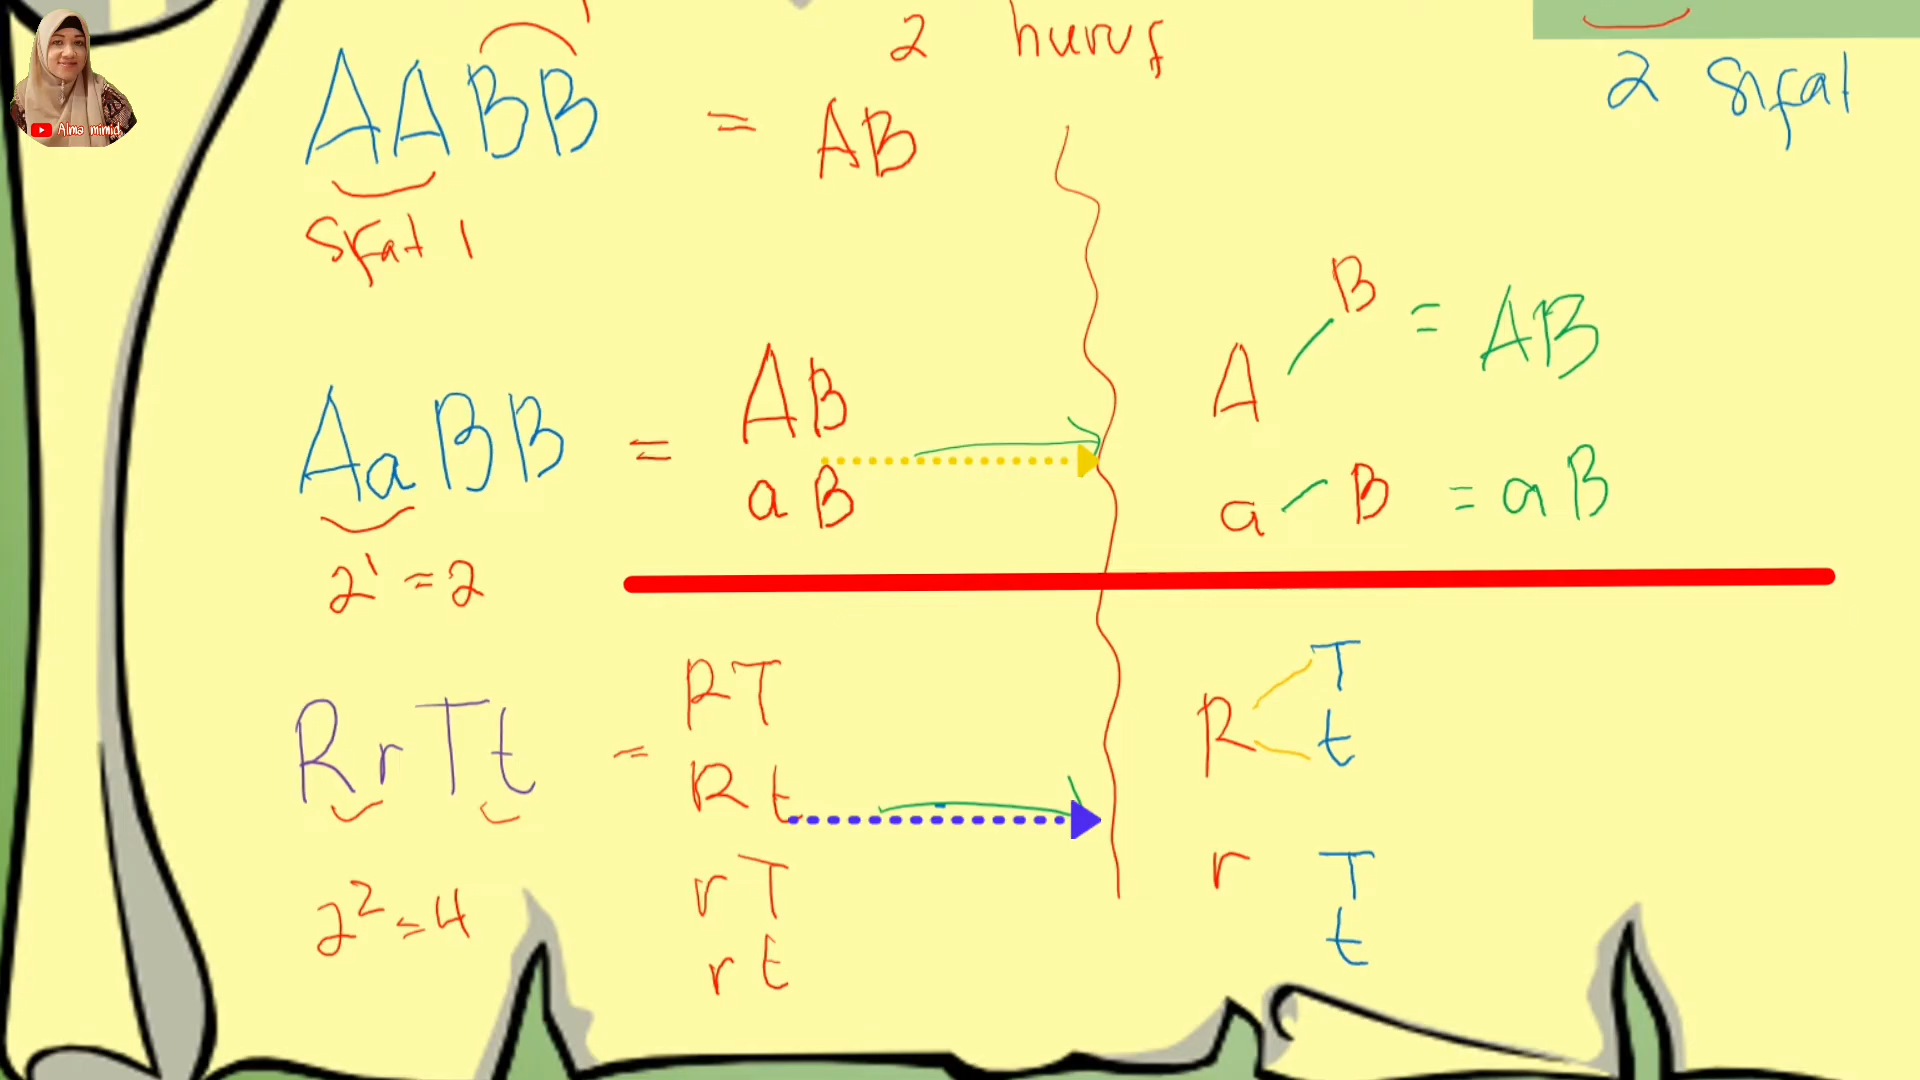 2 huruf
2 sifat
AABB = AB
Sifat 1
B = AB
A
AaBB = AB
aB
a B = aB
2¹ = 2
RrTt = RT
Rt
rT
rt
R T
t
r T
t
2² = 4
Alma mimid